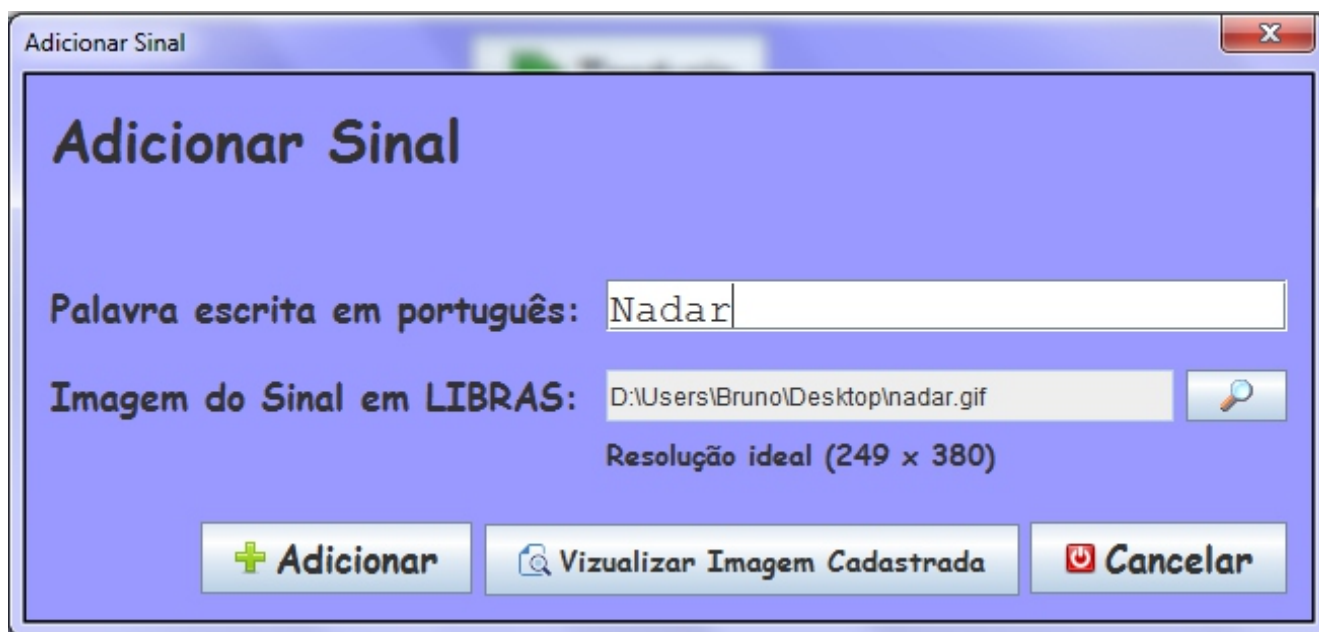 Adicionar Sinal
Adicionar Sinal
Palavra escrita em português: Nadar
Imagem do Sinal em LIBRAS: D:\Users\Bruno\Desktop\nadar.gif
Resolução ideal (249 x 380)
Adicionar Vizualizar Imagem Cadastrada Cancelar